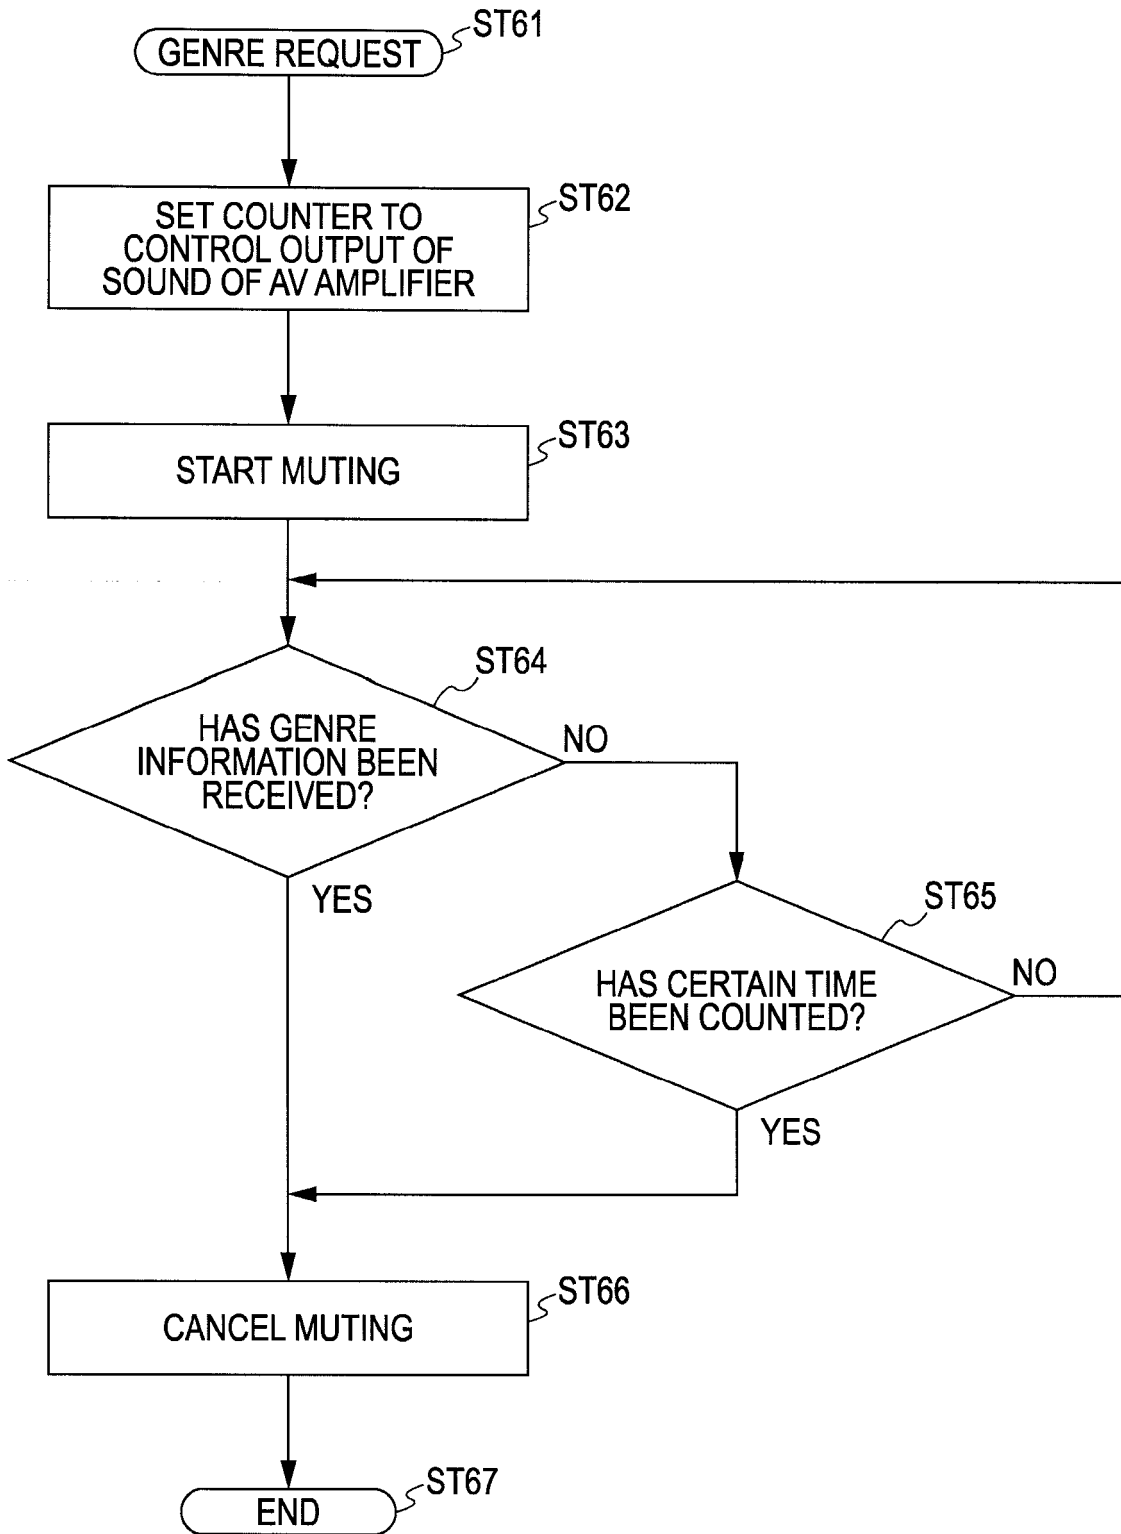 GENRE REQUEST
ST61
SET COUNTER TO
CONTROL OUTPUT OF
SOUND OF AV AMPLIFIER
ST62
START MUTING
ST63
HAS GENRE
INFORMATION BEEN
RECEIVED?
ST64
NO
YES
HAS CERTAIN TIME
BEEN COUNTED?
ST65
NO
YES
CANCEL MUTING
ST66
END
ST67